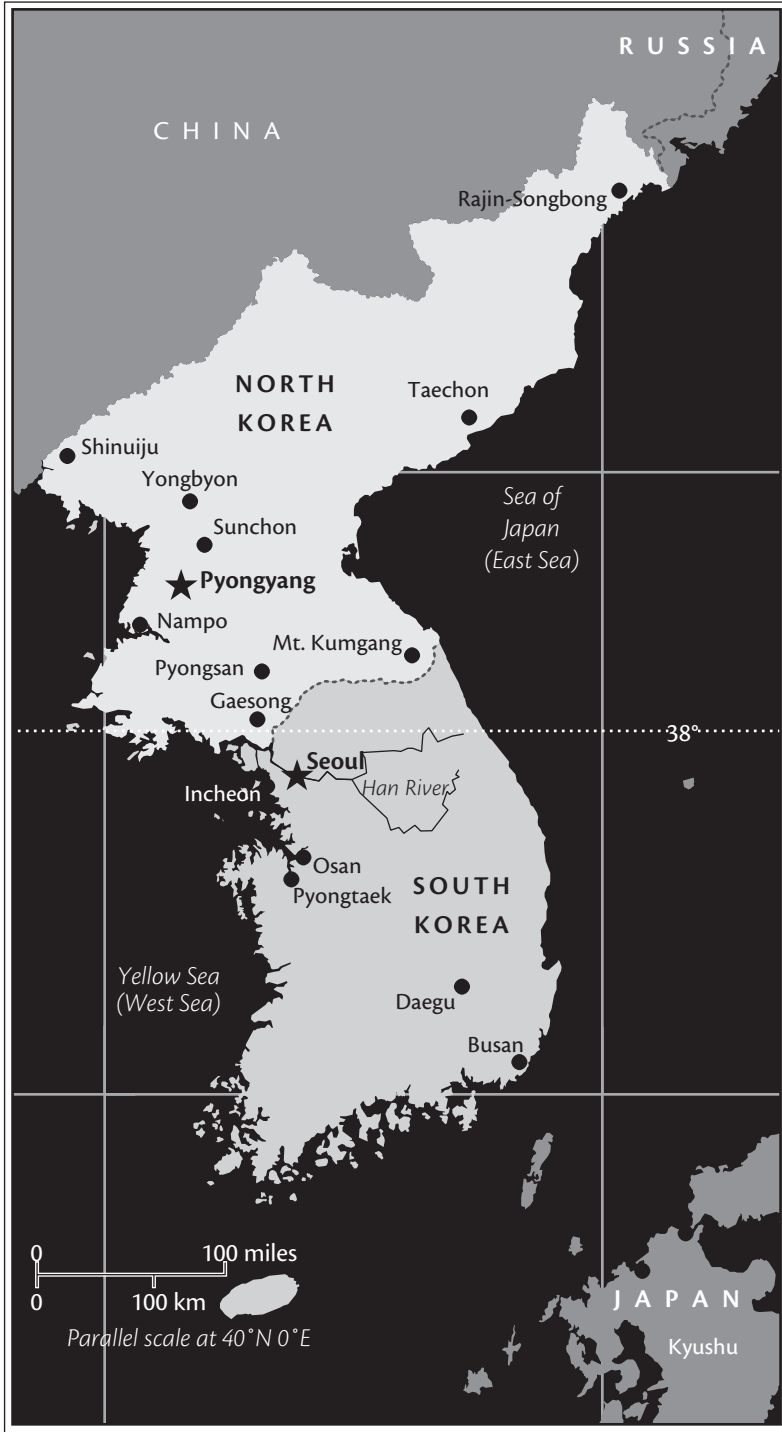 RUSSIA
CHINA
Rajin-Songbong
NORTH
KOREA
Taechon
Shinuiju
Yongbyon
Sunchon
Sea of
Japan
(East Sea)
Pyongyang
Nampo
Mt. Kumgang
Pyongsan
Gaesong
38°
Seoul
Incheon
Han River
Osan
Pyongtaek
SOUTH
KOREA
Yellow Sea
(West Sea)
Daegu
Busan
0 100 miles
0 100 km
Parallel scale at 40°N 0°E
JAPAN
Kyushu